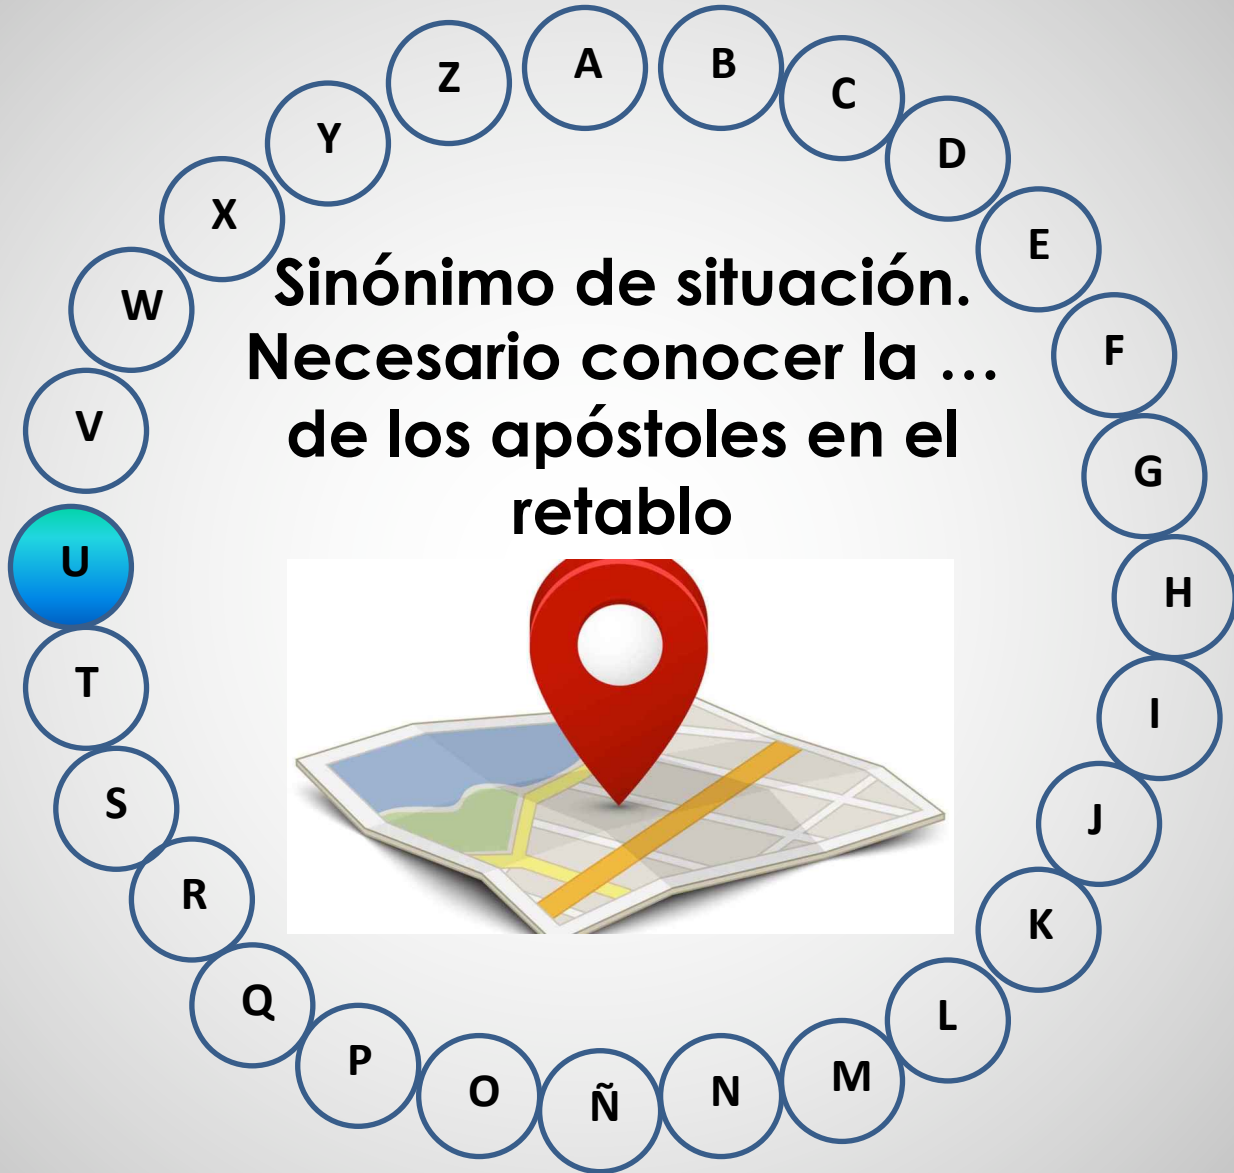 A
B
C
D
E
F
G
H
I
J
K
L
M
N
Ñ
O
P
Q
R
S
T
U
V
W
X
Y
Z
Sinónimo de situación.
Necesario conocer la ...
de los apóstoles en el
retablo